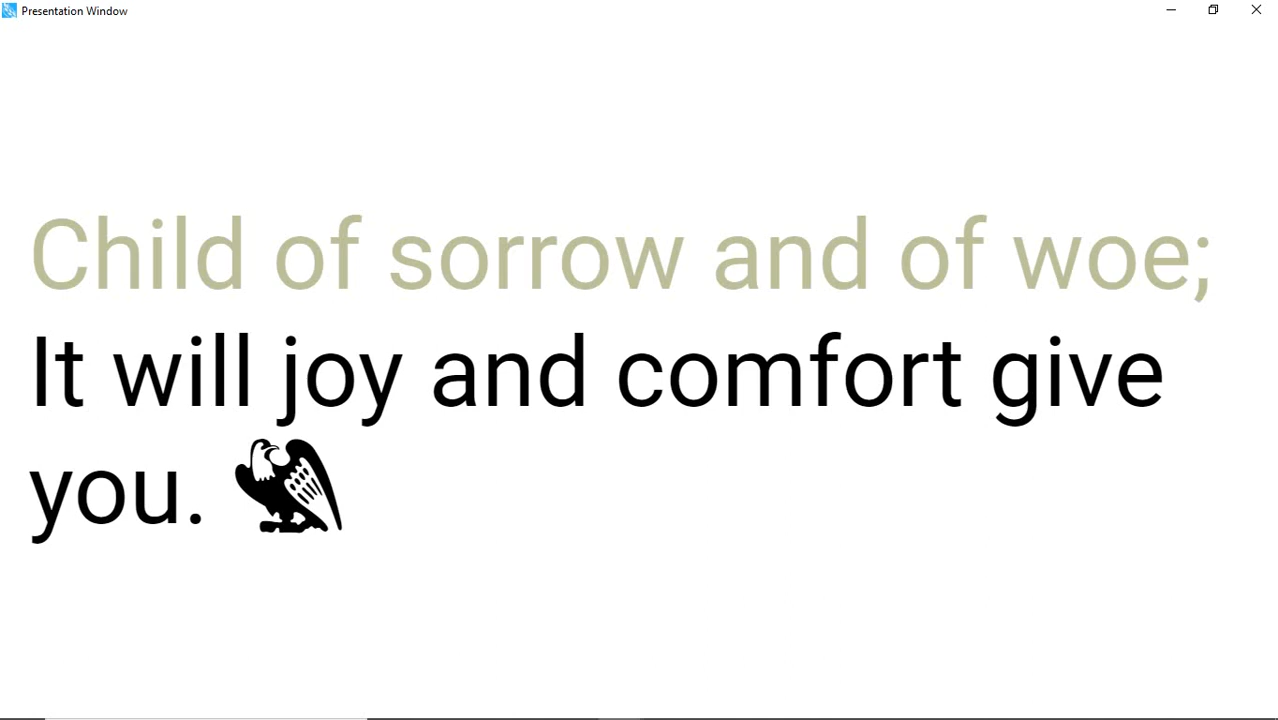 Presentation Window
Child of sorrow and of woe;
It will joy and comfort give
you.